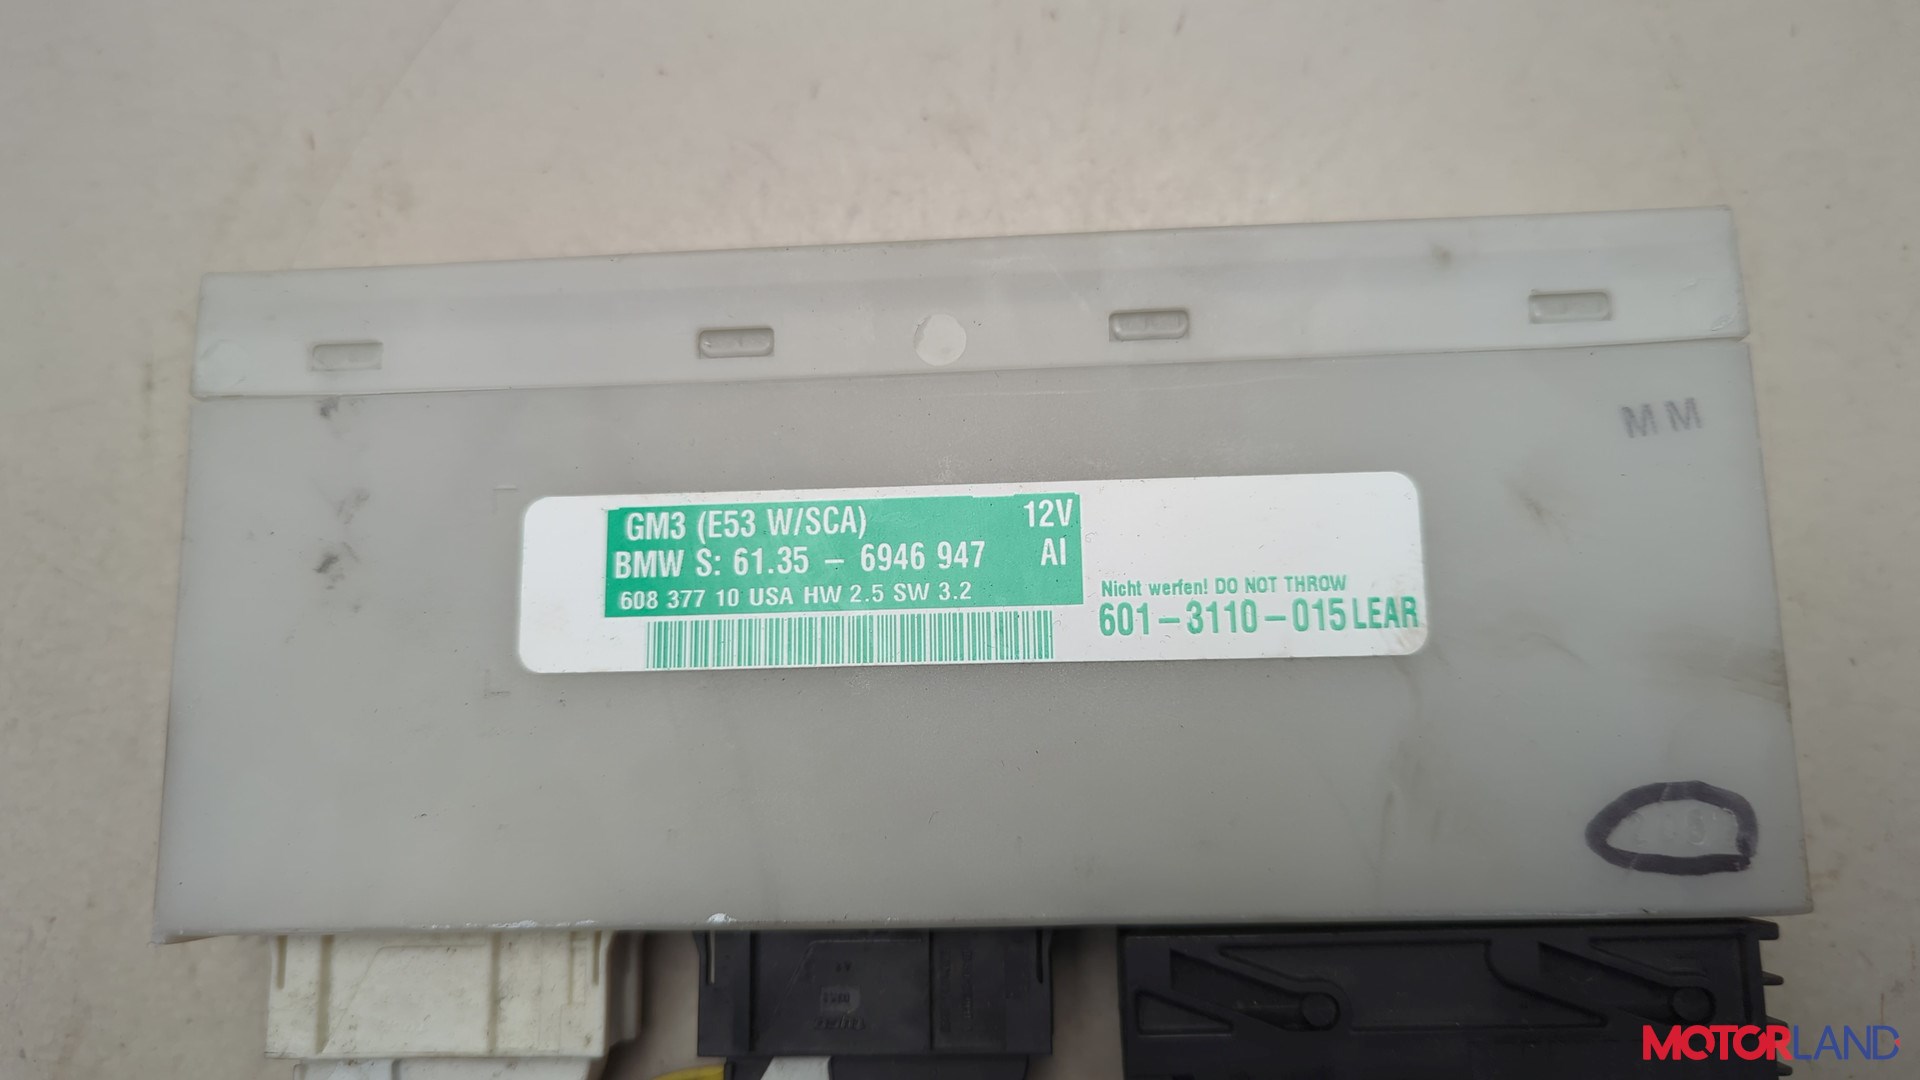 MM
GM3 (E53 W/SCA) 12V
BMW S: 61.35 – 6946 947 AI
608 377 10 USA HW 2.5 SW 3.2
Nicht werfen! DO NOT THROW
601–3110–015 LEAR
MOTORLAND